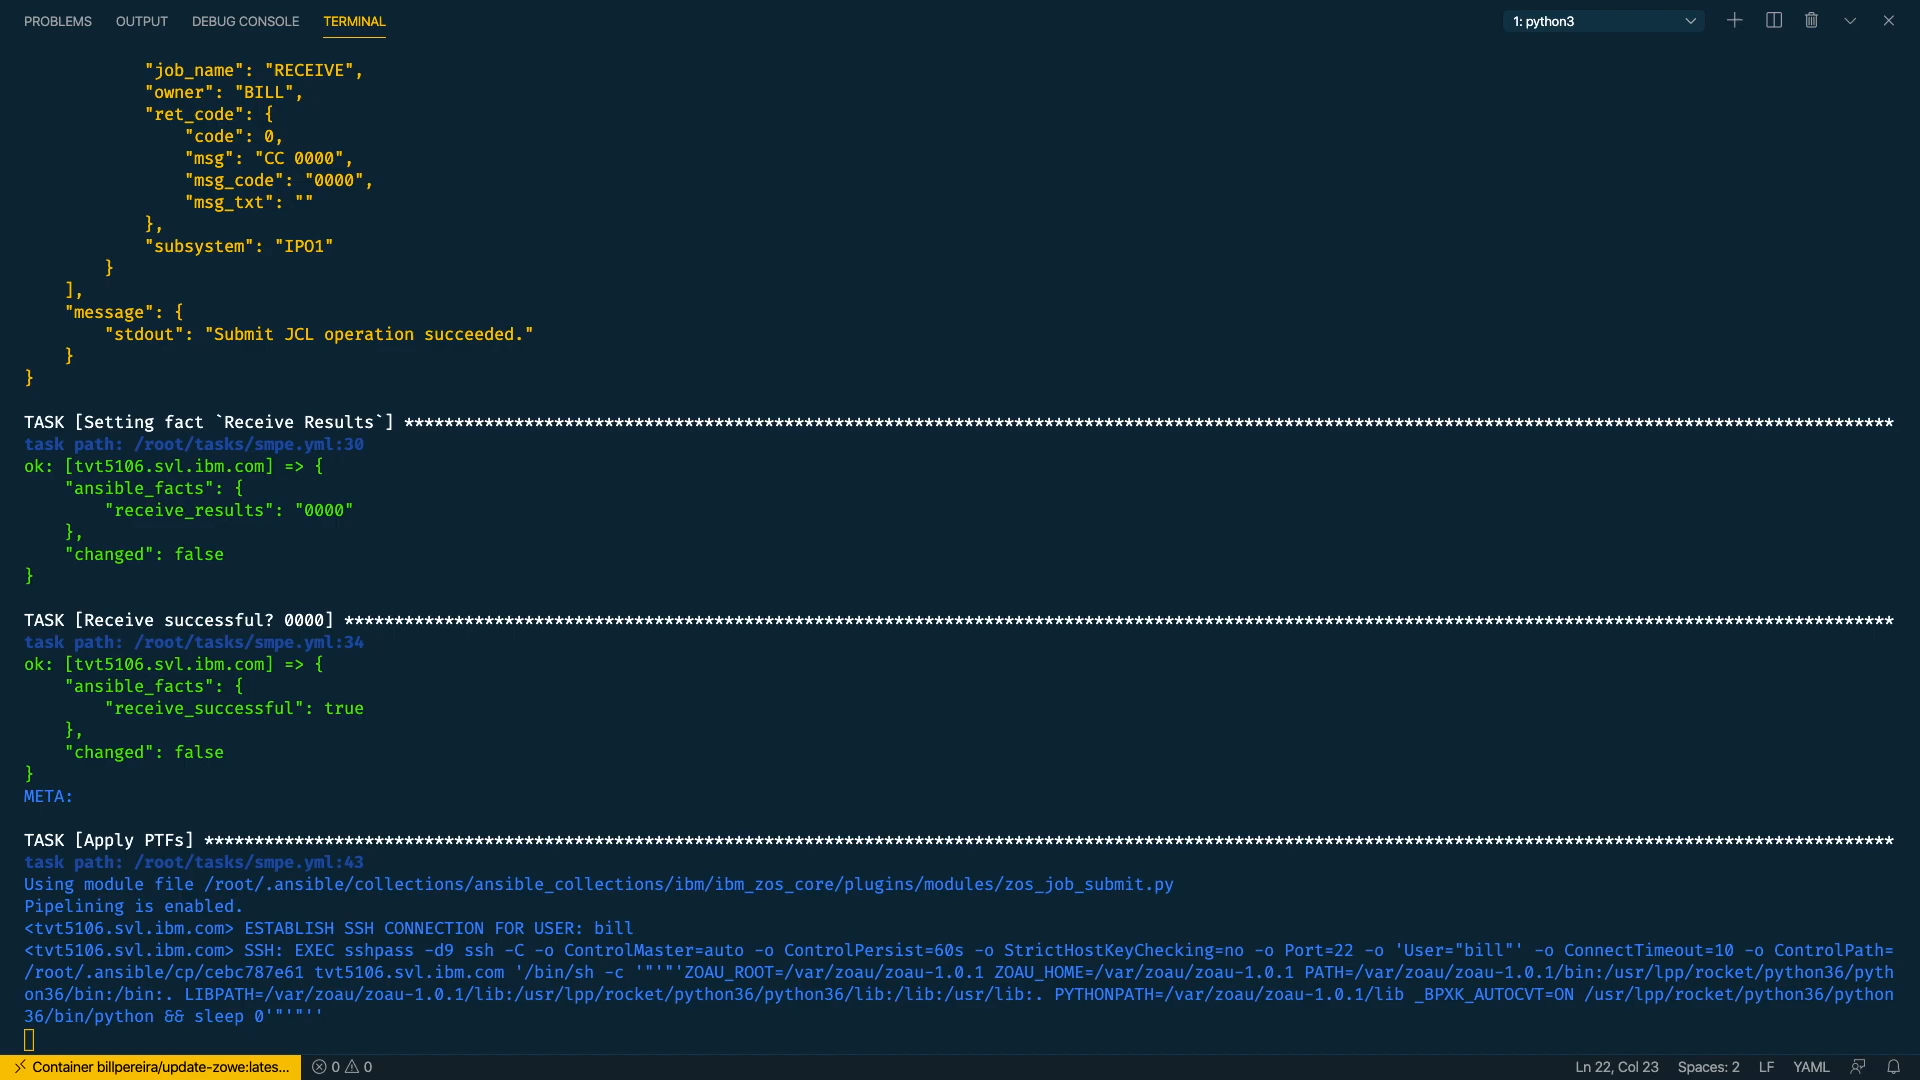 PROBLEMS OUTPUT DEBUG CONSOLE TERMINAL 1: python3
"job_name": "RECEIVE",
"owner": "BILL",
"ret_code": {
"code": 0,
"msg": "CC 0000",
"msg_code": "0000",
"msg_txt": ""
},
"subsystem": "IPO1"
}
],
"message": {
"stdout": "Submit JCL operation succeeded."
}
}
TASK [Setting fact `Receive Results`] *****************************************************************************************************************************************************
task path: /root/tasks/smpe.yml:30
ok: [tvt5106.svl.ibm.com] => {
"ansible_facts": {
"receive_results": "0000"
},
"changed": false
}
TASK [Receive successful? 0000] ***********************************************************************************************************************************************************
task path: /root/tasks/smpe.yml:34
ok: [tvt5106.svl.ibm.com] => {
"ansible_facts": {
"receive_successful": true
},
"changed": false
}
META:
TASK [Apply PTFs] *************************************************************************************************************************************************************************
task path: /root/tasks/smpe.yml:43
Using module file /root/.ansible/collections/ansible_collections/ibm/ibm_zos_core/plugins/modules/zos_job_submit.py
Pipelining is enabled.
<tvt5106.svl.ibm.com> ESTABLISH SSH CONNECTION FOR USER: bill
<tvt5106.svl.ibm.com> SSH: EXEC sshpass -d9 ssh -C -o ControlMaster=auto -o ControlPersist=60s -o StrictHostKeyChecking=no -o Port=22 -o 'User="bill"' -o ConnectTimeout=10 -o ControlPath=
/root/.ansible/cp/cebc787e61 tvt5106.svl.ibm.com '/bin/sh -c '"'"'ZOAU_ROOT=/var/zoau/zoau-1.0.1 ZOAU_HOME=/var/zoau/zoau-1.0.1 PATH=/var/zoau/zoau-1.0.1/bin:/usr/lpp/rocket/python36/pyth
on36/bin:/bin:. LIBPATH=/var/zoau/zoau-1.0.1/lib:/usr/lpp/rocket/python36/python36/lib:/lib:/usr/lib:. PYTHONPATH=/var/zoau/zoau-1.0.1/lib _BPXK_AUTOCVT=ON /usr/lpp/rocket/python36/python
36/bin/python && sleep 0'"'"''
Container billpereira/update-zowe:lates... 0 0 Ln 22, Col 23 Spaces: 2 LF YAML